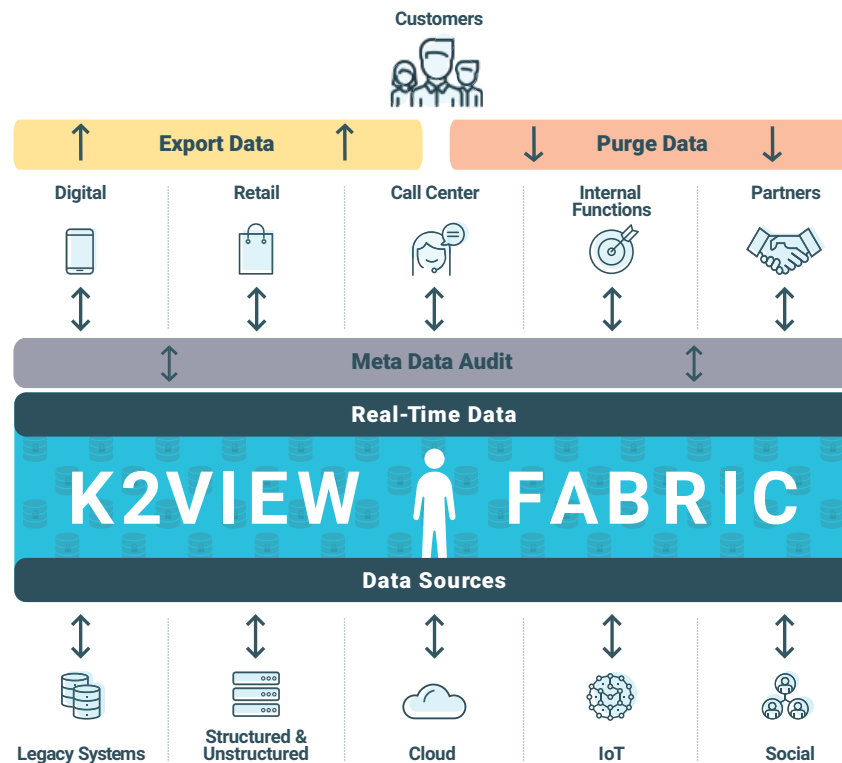 Customers
Export Data
Purge Data
Digital
Retail
Call Center
Internal
Functions
Partners
Meta Data Audit
Real-Time Data
K2VIEW FABRIC
Data Sources
Legacy Systems
Structured &
Unstructured
Cloud
IoT
Social